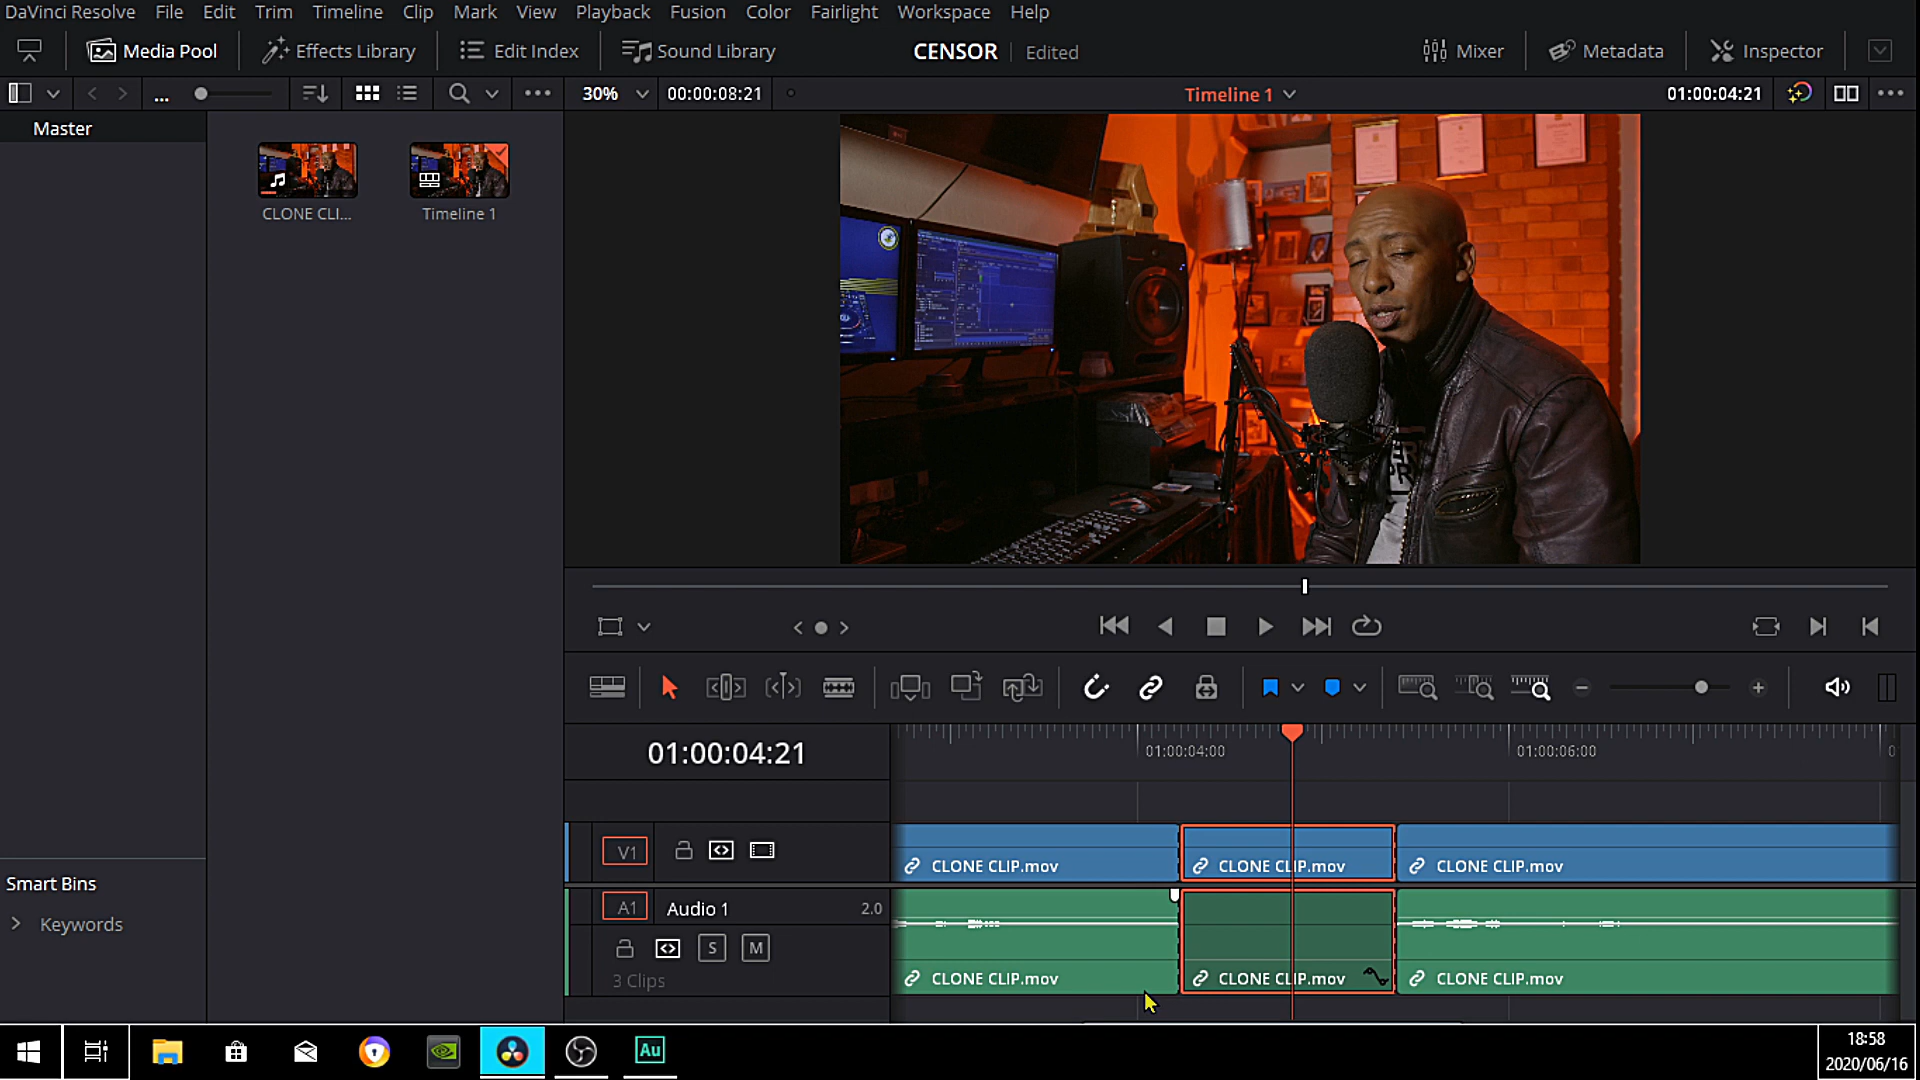 DaVinci Resolve File Edit Trim Timeline Clip Mark View Playback Fusion Color Fairlight Workspace Help
Media Pool Effects Library Edit Index Sound Library CENSOR Edited Mixer Metadata Inspector
... 30% 00:00:08:21 Timeline 1 01:00:04:21
Master
CLONE CLI... Timeline 1
01:00:04:21 01:00:04:00 01:00:06:00
V1
CLONE CLIP.mov CLONE CLIP.mov CLONE CLIP.mov
A1 Audio 1 2.0
S M
3 Clips
CLONE CLIP.mov CLONE CLIP.mov CLONE CLIP.mov
Smart Bins
Keywords
Au
18:58
2020/06/16